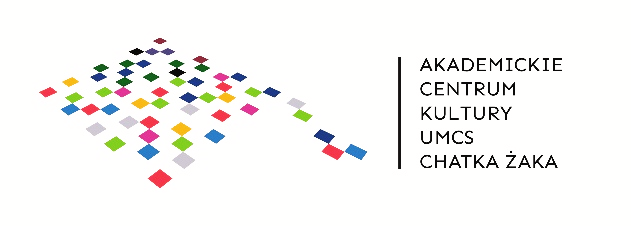 AKADEMICKIE
CENTRUM
KULTURY
UMCS
CHATKA ŻAKA